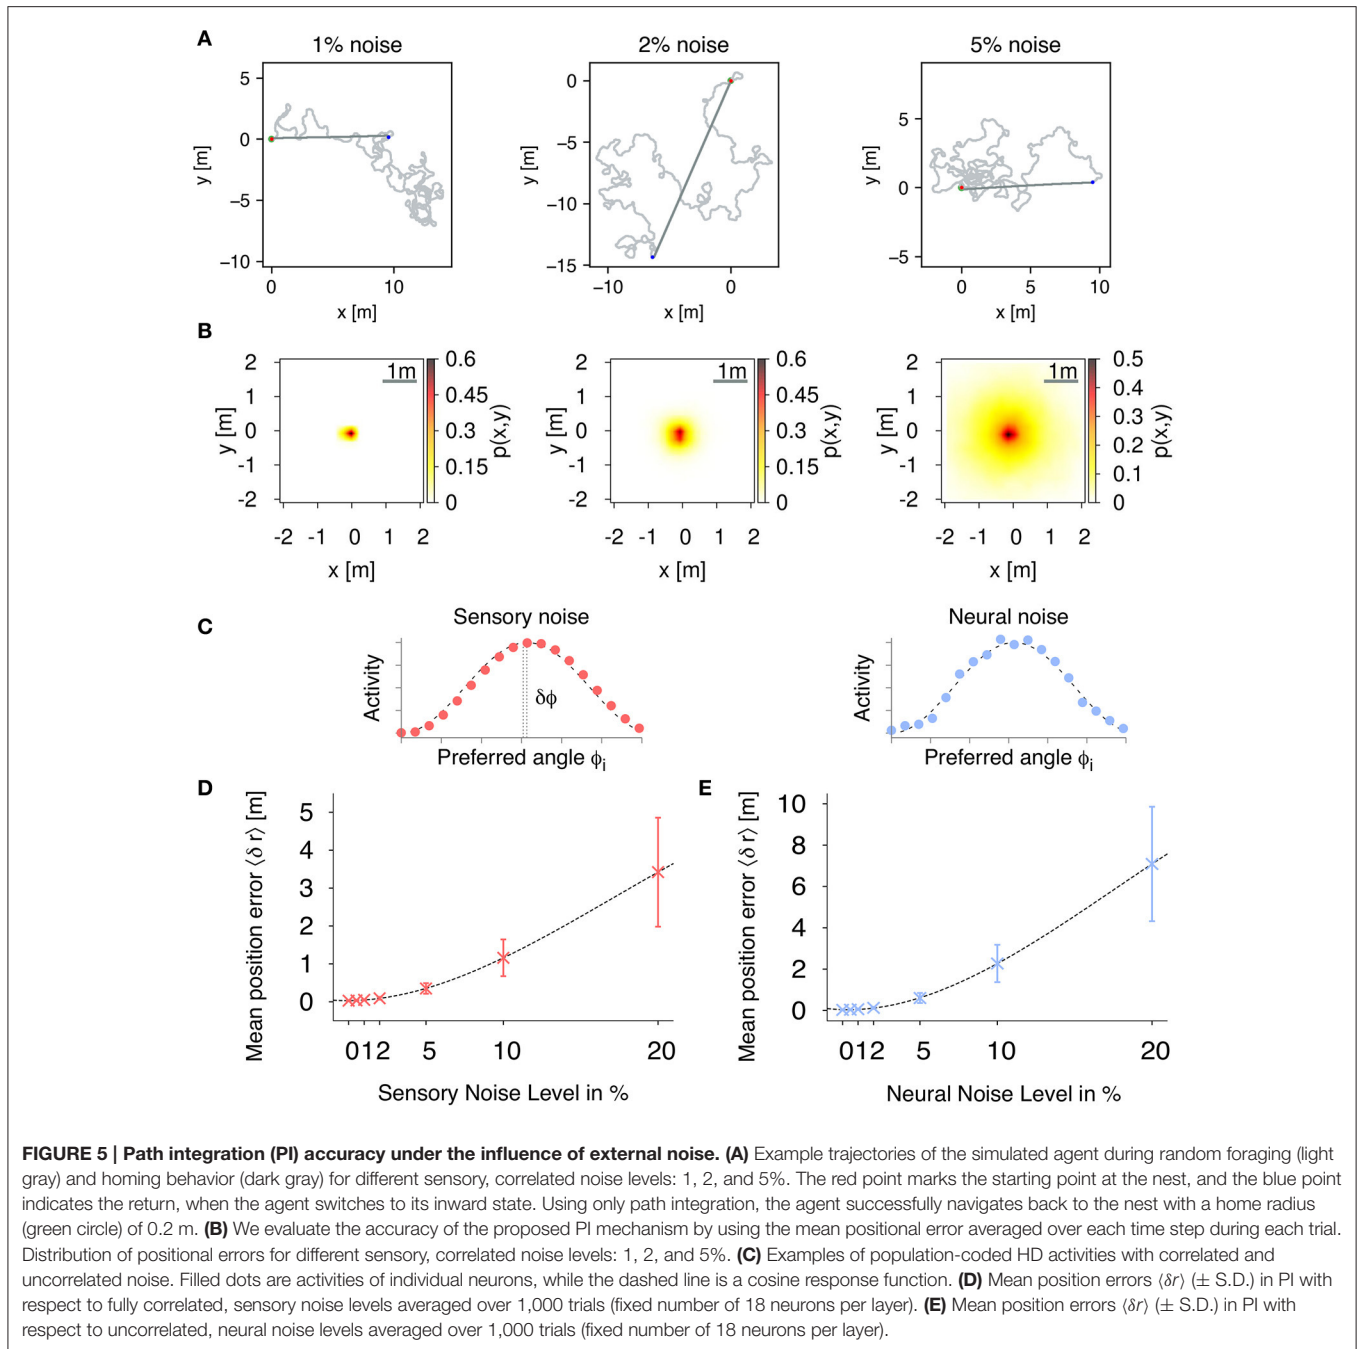 A
1% noise
2% noise
5% noise
5
0
−5
−10
y [m]
0 10
x [m]
0
−5
−10
−15
y [m]
−10 0
x [m]
5
0
−5
y [m]
0 5 10
x [m]
B
2
1
0
-1
-2
y [m]
-2 -1 0 1 2
x [m]
1m
0.6
0.45
0.3
0.15
0
p(x,y)
2
1
0
-1
-2
y [m]
-2 -1 0 1 2
x [m]
1m
0.6
0.45
0.3
0.15
0
p(x,y)
2
1
0
-1
-2
y [m]
-2 -1 0 1 2
x [m]
1m
0.5
0.4
0.3
0.2
0.1
0
p(x,y)
C
Sensory noise
Activity
δϕ
Preferred angle ϕi
Neural noise
Activity
Preferred angle ϕi
D
Mean position error ⟨δ r⟩ [m]
5
4
3
2
1
0
012 5 10 20
Sensory Noise Level in %
E
Mean position error ⟨δ r⟩ [m]
10
8
6
4
2
0
012 5 10 20
Neural Noise Level in %
FIGURE 5 | Path integration (PI) accuracy under the influence of external noise. (A) Example trajectories of the simulated agent during random foraging (light
gray) and homing behavior (dark gray) for different sensory, correlated noise levels: 1, 2, and 5%. The red point marks the starting point at the nest, and the blue point
indicates the return, when the agent switches to its inward state. Using only path integration, the agent successfully navigates back to the nest with a home radius
(green circle) of 0.2 m. (B) We evaluate the accuracy of the proposed PI mechanism by using the mean positional error averaged over each time step during each trial.
Distribution of positional errors for different sensory, correlated noise levels: 1, 2, and 5%. (C) Examples of population-coded HD activities with correlated and
uncorrelated noise. Filled dots are activities of individual neurons, while the dashed line is a cosine response function. (D) Mean position errors ⟨δr⟩ (± S.D.) in PI with
respect to fully correlated, sensory noise levels averaged over 1,000 trials (fixed number of 18 neurons per layer). (E) Mean position errors ⟨δr⟩ (± S.D.) in PI with
respect to uncorrelated, neural noise levels averaged over 1,000 trials (fixed number of 18 neurons per layer).